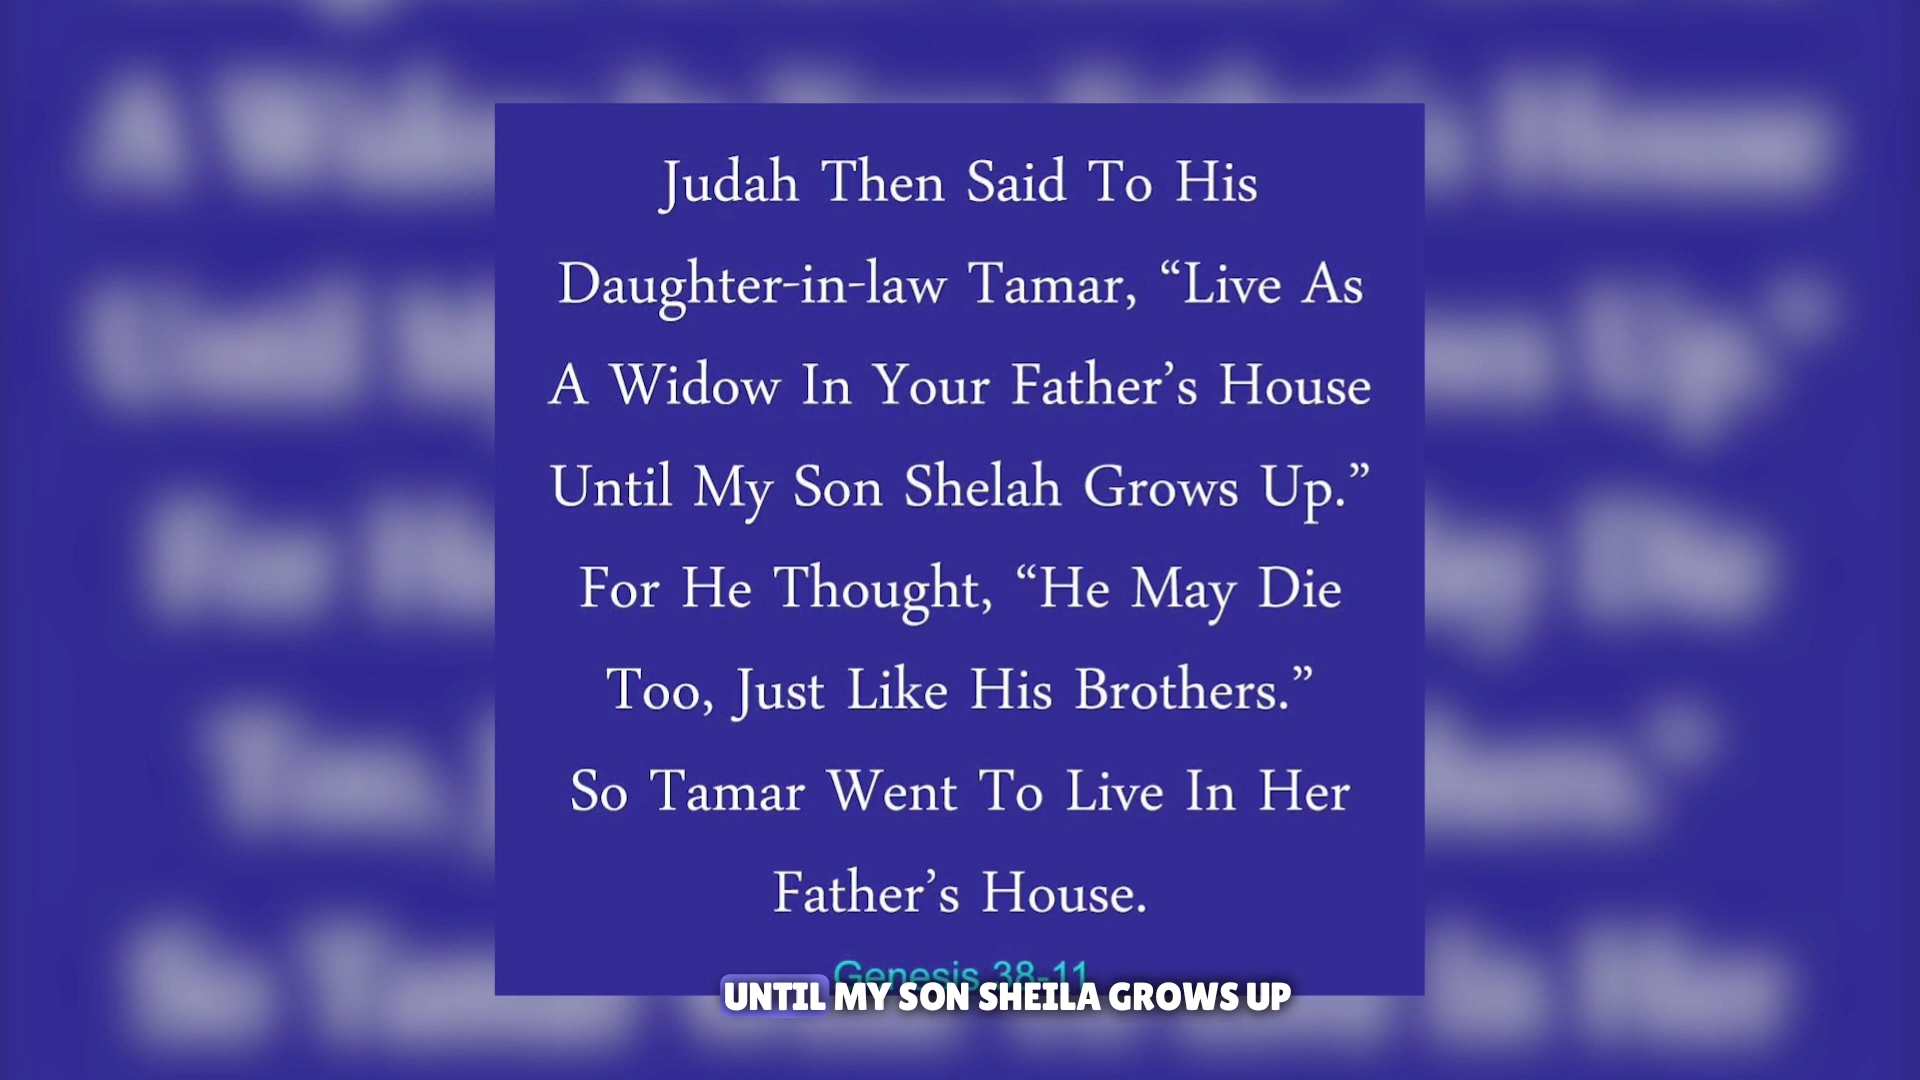 Judah Then Said To His
Daughter-in-law Tamar, “Live As
A Widow In Your Father’s House
Until My Son Shelah Grows Up.”
For He Thought, “He May Die
Too, Just Like His Brothers.”
So Tamar Went To Live In Her
Father’s House.
Genesis 38-11
UNTIL MY SON SHEILA GROWS UP